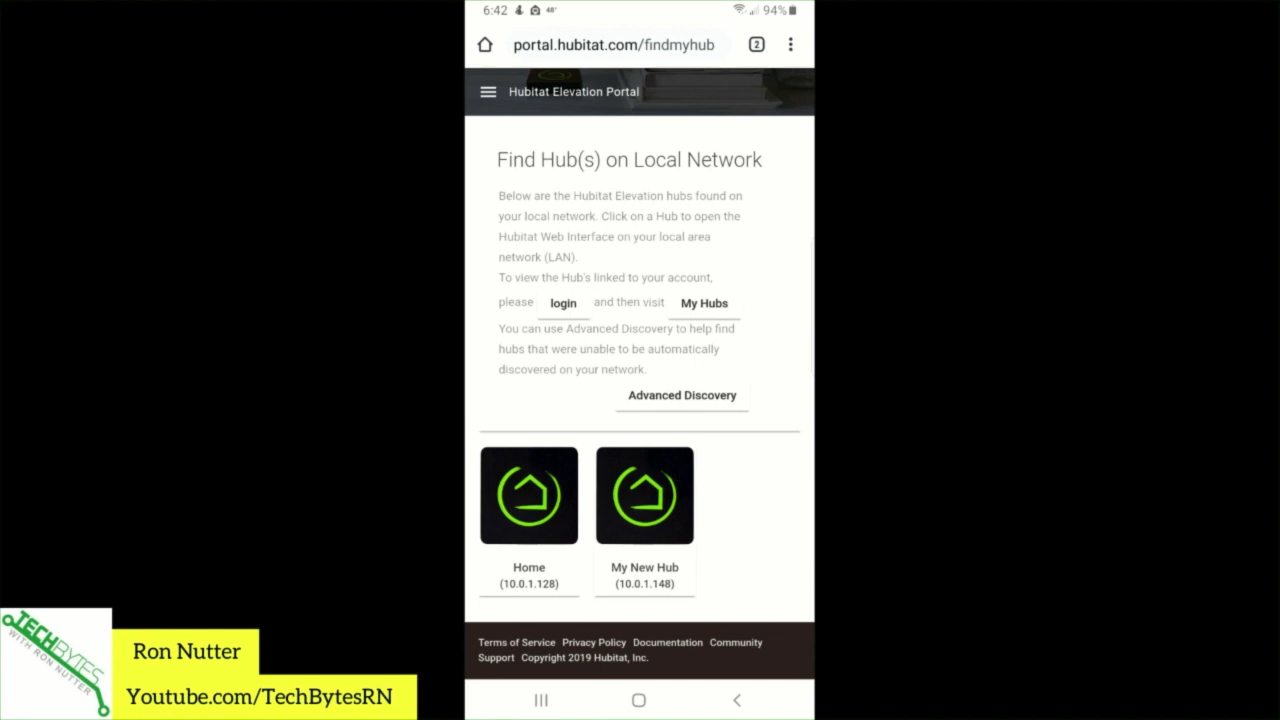 6:42 48° 94%
portal.hubitat.com/findmyhub 2
Hubitat Elevation Portal
Find Hub(s) on Local Network
Below are the Hubitat Elevation hubs found on
your local network. Click on a Hub to open the
Hubitat Web Interface on your local area
network (LAN).
To view the Hub's linked to your account,
please login and then visit My Hubs
You can use Advanced Discovery to help find
hubs that were unable to be automatically
discovered on your network.
Advanced Discovery
Home My New Hub
(10.0.1.128) (10.0.1.148)
Terms of Service Privacy Policy Documentation Community
Support Copyright 2019 Hubitat, Inc.
TECHBYTES
WITH RON NUTTER
Ron Nutter
Youtube.com/TechBytesRN